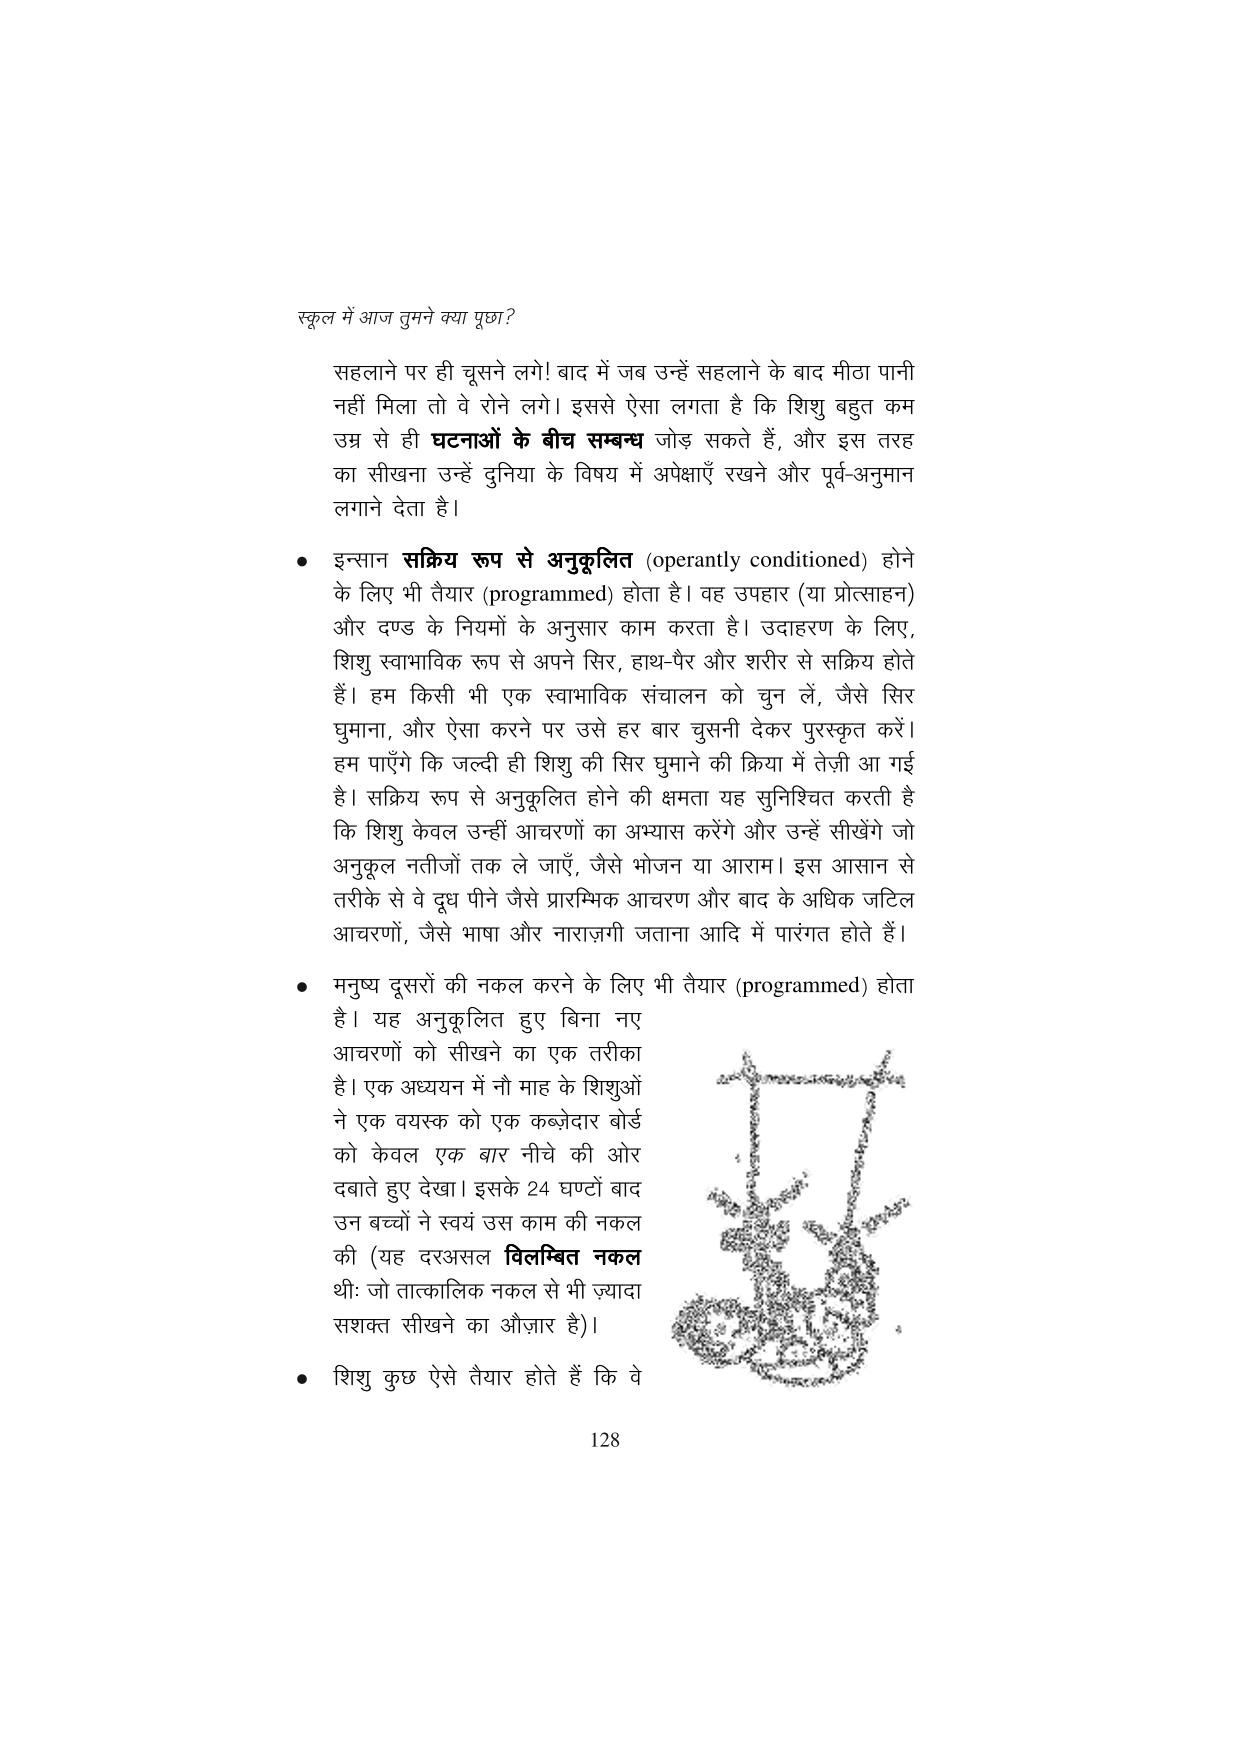 स्कूल में आज तुमने क्या पूछा?
सहलाने पर ही चूसने लगे! बाद में जब उन्हें सहलाने के बाद मीठा पानी
नहीं मिला तो वे रोने लगे। इससे ऐसा लगता है कि शिशु बहुत कम
उम्र से ही घटनाओं के बीच सम्बन्ध जोड़ सकते हैं, और इस तरह
का सीखना उन्हें दुनिया के विषय में अपेक्षाएँ रखने और पूर्व-अनुमान
लगाने देता है।
● इन्सान सक्रिय रूप से अनुकूलित (operantly conditioned) होने
के लिए भी तैयार (programmed) होता है। वह उपहार (या प्रोत्साहन)
और दण्ड के नियमों के अनुसार काम करता है। उदाहरण के लिए,
शिशु स्वाभाविक रूप से अपने सिर, हाथ-पैर और शरीर से सक्रिय होते
हैं। हम किसी भी एक स्वाभाविक संचालन को चुन लें, जैसे सिर
घुमाना, और ऐसा करने पर उसे हर बार चुसनी देकर पुरस्कृत करें।
हम पाएँगे कि जल्दी ही शिशु की सिर घुमाने की क्रिया में तेज़ी आ गई
है। सक्रिय रूप से अनुकूलित होने की क्षमता यह सुनिश्चित करती है
कि शिशु केवल उन्हीं आचरणों का अभ्यास करेंगे और उन्हें सीखेंगे जो
अनुकूल नतीजों तक ले जाएँ, जैसे भोजन या आराम। इस आसान से
तरीके से वे दूध पीने जैसे प्रारम्भिक आचरण और बाद के अधिक जटिल
आचरणों, जैसे भाषा और नाराज़गी जताना आदि में पारंगत होते हैं।
● मनुष्य दूसरों की नकल करने के लिए भी तैयार (programmed) होता
है। यह अनुकूलित हुए बिना नए
आचरणों को सीखने का एक तरीका
है। एक अध्ययन में नौ माह के शिशुओं
ने एक वयस्क को एक कब्ज़ेदार बोर्ड
को केवल एक बार नीचे की ओर
दबाते हुए देखा। इसके 24 घण्टों बाद
उन बच्चों ने स्वयं उस काम की नकल
की (यह दरअसल विलम्बित नकल
थीः जो तात्कालिक नकल से भी ज़्यादा
सशक्त सीखने का औज़ार है)।
● शिशु कुछ ऐसे तैयार होते हैं कि वे
128